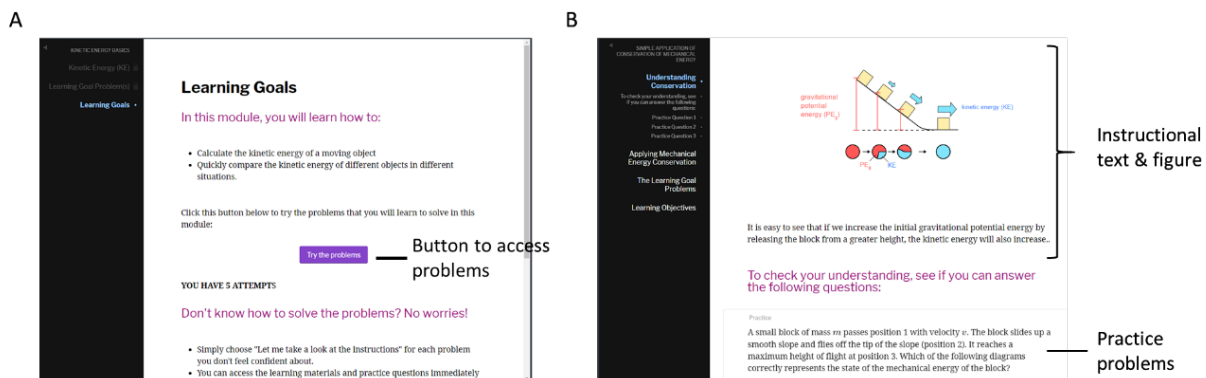 A
KINETIC ENERGY BASICS
Kinetic Energy (KE)
Learning Goal Problem(s)
Learning Goals
Learning Goals
In this module, you will learn how to:
Calculate the kinetic energy of a moving object
Quickly compare the kinetic energy of different objects in different
situations.
Click this button below to try the problems that you will learn to solve in this
module:
Try the problems
Button to access
problems
YOU HAVE 5 ATTEMPTS
Don't know how to solve the problems? No worries!
Simply choose "Let me take a look at the instructions" for each problem
you don't feel confident about.
You can access the learning materials and practice questions immediately
B
SIMPLE APPLICATION OF
CONSERVATION OF MECHANICAL
ENERGY
Understanding
Conservation
To check your understanding, see
if you can answer the following
questions:
Practice Question 1
Practice Question 2
Practice Question 3
Applying Mechanical
Energy Conservation
The Learning Goal
Problems
Learning Objectives
gravitational
potential
energy (PEg)
kinetic energy (KE)
PEg
KE
Instructional
text & figure
It is easy to see that if we increase the initial gravitational potential energy by
releasing the block from a greater height, the kinetic energy will also increase..
To check your understanding, see if you can answer
the following questions:
Practice
A small block of mass m passes position 1 with velocity v. The block slides up a
smooth slope and flies off the tip of the slope (position 2). It reaches a
maximum height of flight at position 3. Which of the following diagrams
correctly represents the state of the mechanical energy of the block?
Practice
problems